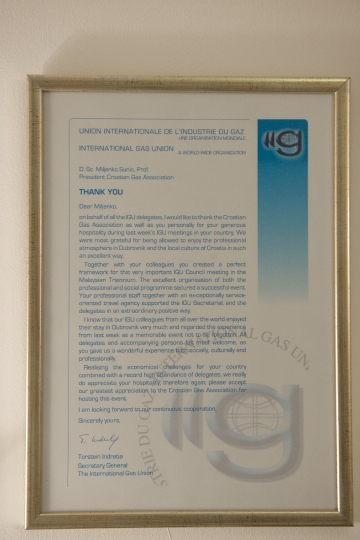 UNION INTERNATIONALE DE L'INDUSTRIE DU GAZ
UNE ORGANISATION MONDIALE
INTERNATIONAL GAS UNION
A WORLD WIDE ORGANIZATION
D. Sc. Miljenko Sunic, Prof.
President Croatian Gas Association
THANK YOU
Dear Miljenko,
on behalf of all the IGU delegates, I would like to thank the Croatian
Gas Association as well as you personally for your generous
hospitality during last week's IGU meetings in your country. We
were most grateful for being allowed to enjoy the professional
atmosphere in Dubrovnik and the local culture of Croatia in such
an excellent way.
Together with your colleagues you created a perfect
framework for this very important IGU Council meeting in the
Malaysian Triennium. The excellent organisation of both the
professional and social programme secured a successful event.
Your professional staff together with an exceptionally service-
oriented travel agency supported the IGU Secretariat and the
delegates in an extraordinary positive way.
I know that our IGU colleagues from all over the world enjoyed
their stay in Dubrovnik very much and regarded the experience
from last week as a memorable event not to be forgotten. All
delegates and accompanying persons felt most welcome, as
you gave us a wonderful experience both socially, culturally and
professionally.
Realising the economical challenges for your country
combined with a record high attendance of delegates, we really
do appreciate your hospitality, therefore again, please accept
our greatest appreciation to the Croatian Gas Association for
hosting this event.
I am looking forward to our continuous cooperation.
Sincerely yours,
Torstein Indrebø
Secretary General
The International Gas Union